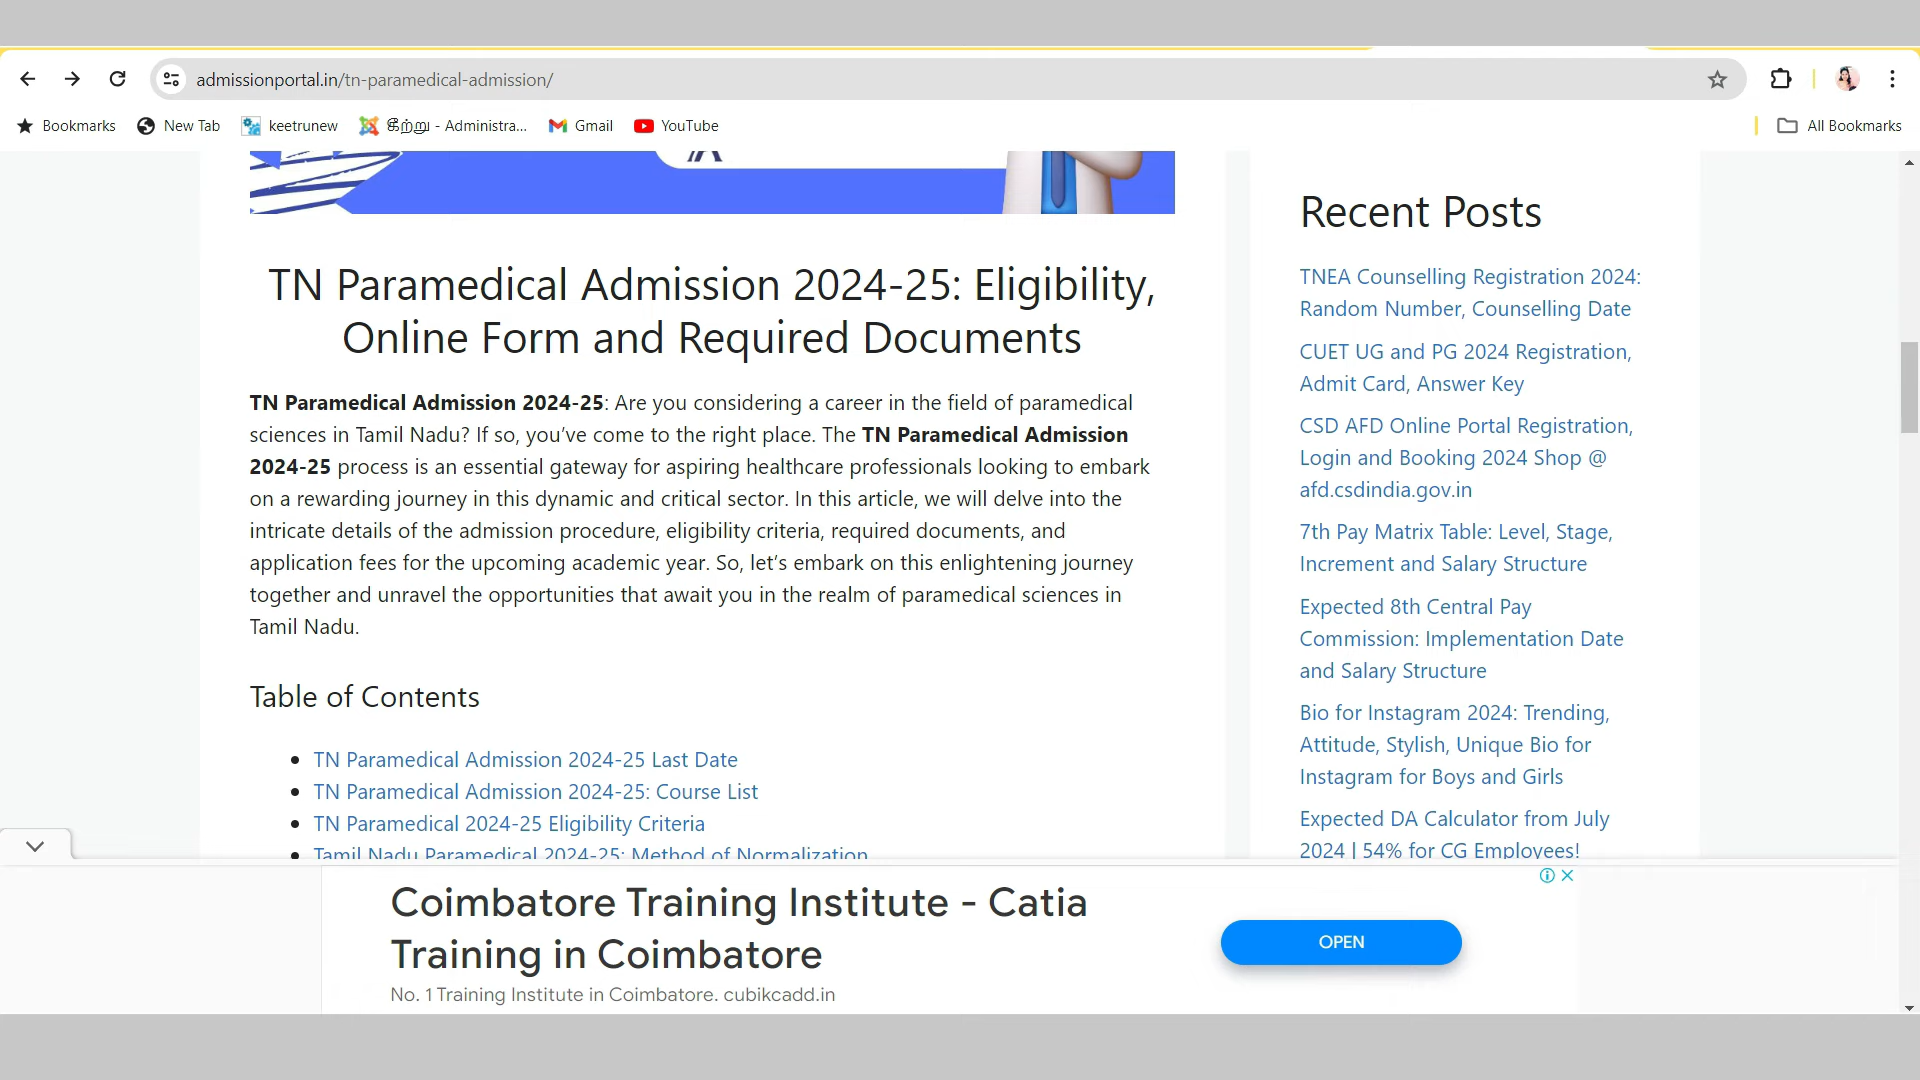 admissionportal.in/tn-paramedical-admission/
Bookmarks
New Tab
keetrunew
கீற்று - Administra...
Gmail
YouTube
All Bookmarks
TN Paramedical Admission 2024-25: Eligibility,
Online Form and Required Documents
TN Paramedical Admission 2024-25: Are you considering a career in the field of paramedical
sciences in Tamil Nadu? If so, you’ve come to the right place. The TN Paramedical Admission
2024-25 process is an essential gateway for aspiring healthcare professionals looking to embark
on a rewarding journey in this dynamic and critical sector. In this article, we will delve into the
intricate details of the admission procedure, eligibility criteria, required documents, and
application fees for the upcoming academic year. So, let’s embark on this enlightening journey
together and unravel the opportunities that await you in the realm of paramedical sciences in
Tamil Nadu.
Table of Contents
TN Paramedical Admission 2024-25 Last Date
TN Paramedical Admission 2024-25: Course List
TN Paramedical 2024-25 Eligibility Criteria
Tamil Nadu Paramedical 2024-25: Method of Normalization
Recent Posts
TNEA Counselling Registration 2024:
Random Number, Counselling Date
CUET UG and PG 2024 Registration,
Admit Card, Answer Key
CSD AFD Online Portal Registration,
Login and Booking 2024 Shop @
afd.csdindia.gov.in
7th Pay Matrix Table: Level, Stage,
Increment and Salary Structure
Expected 8th Central Pay
Commission: Implementation Date
and Salary Structure
Bio for Instagram 2024: Trending,
Attitude, Stylish, Unique Bio for
Instagram for Boys and Girls
Expected DA Calculator from July
2024 | 54% for CG Employees!
Coimbatore Training Institute - Catia
Training in Coimbatore
No. 1 Training Institute in Coimbatore. cubikcadd.in
OPEN